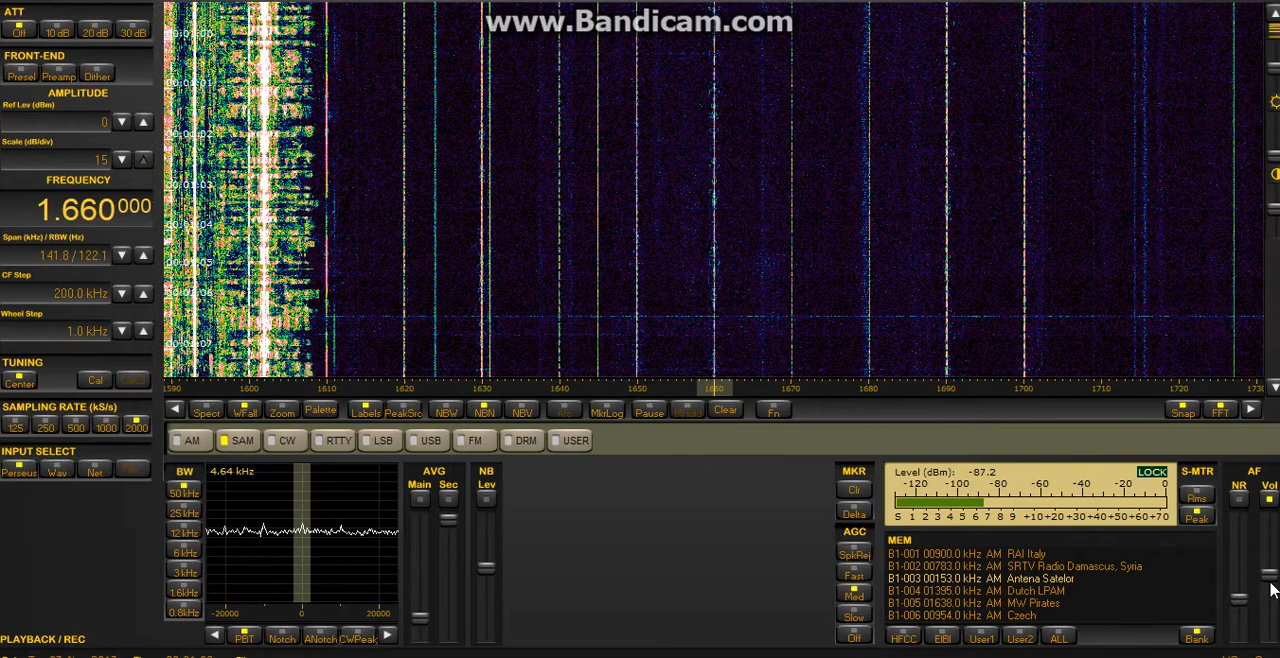 www.Bandicam.com
ATT
Off 10 dB 20 dB 30 dB
FRONT-END
Presel Preamp Dither
AMPLITUDE
Ref Lev (dBm)
0
Scale (dB/div)
15
FREQUENCY
1.660000
Span (kHz) / RBW (Hz)
141.8 / 122.1
CF Step
200.0 kHz
Wheel Step
1.0 kHz
TUNING
Center Cal
SAMPLING RATE (kS/s)
125 250 500 1000 2000
INPUT SELECT
Perseus Wav Net
PLAYBACK / REC
1590 1600 1610 1620 1630 1640 1650 1660 1670 1680 1690 1700 1710 1720 1730
Spect WFall Zoom Palette Labels PeakSrc NBW NBN NBV MkrLog Pause Clear Fn Snap FFT
AM SAM CW RTTY LSB USB FM DRM USER
BW
50 kHz
25 kHz
12 kHz
6 kHz
3 kHz
1.6kHz
0.8kHz
4.64 kHz
-20000 0 20000
PBT Notch ANotch CWPeak
AVG
Main Sec
NB
Lev
MKR
Clr
Delta
AGC
SpkRej
Fast
Med
Slow
Off
Level (dBm): -87.2 LOCK
-120 -100 -80 -60 -40 -20 0
S 1 2 3 4 5 6 7 8 9 +10+20+30+40+50+60+70
S-MTR
Rms
Peak
AF
NR Vol
MEM
B1-001 00900.0 kHz AM RAI Italy
B1-002 00783.0 kHz AM SRTV Radio Damascus, Syria
B1-003 00153.0 kHz AM Antena Satelor
B1-004 01395.0 kHz AM Dutch LPAM
B1-005 01638.0 kHz AM MW Pirates
B1-006 00954.0 kHz AM Czech
HFCC EIBI User1 User2 ALL Bank